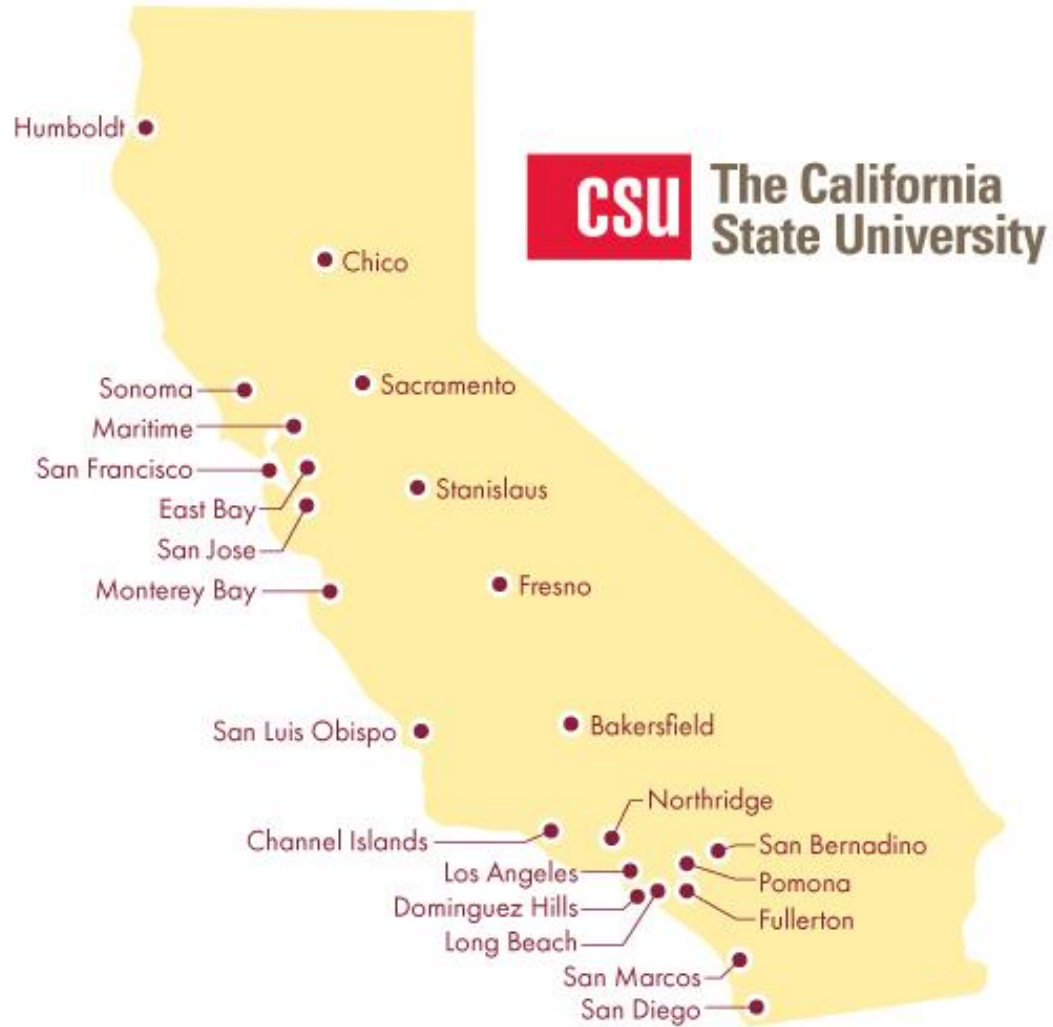 Humboldt
CSU
The California
State University
Chico
Sonoma
Sacramento
Maritime
San Francisco
East Bay
Stanislaus
San Jose
Monterey Bay
Fresno
San Luis Obispo
Bakersfield
Northridge
Channel Islands
San Bernadino
Los Angeles
Pomona
Dominguez Hills
Fullerton
Long Beach
San Marcos
San Diego